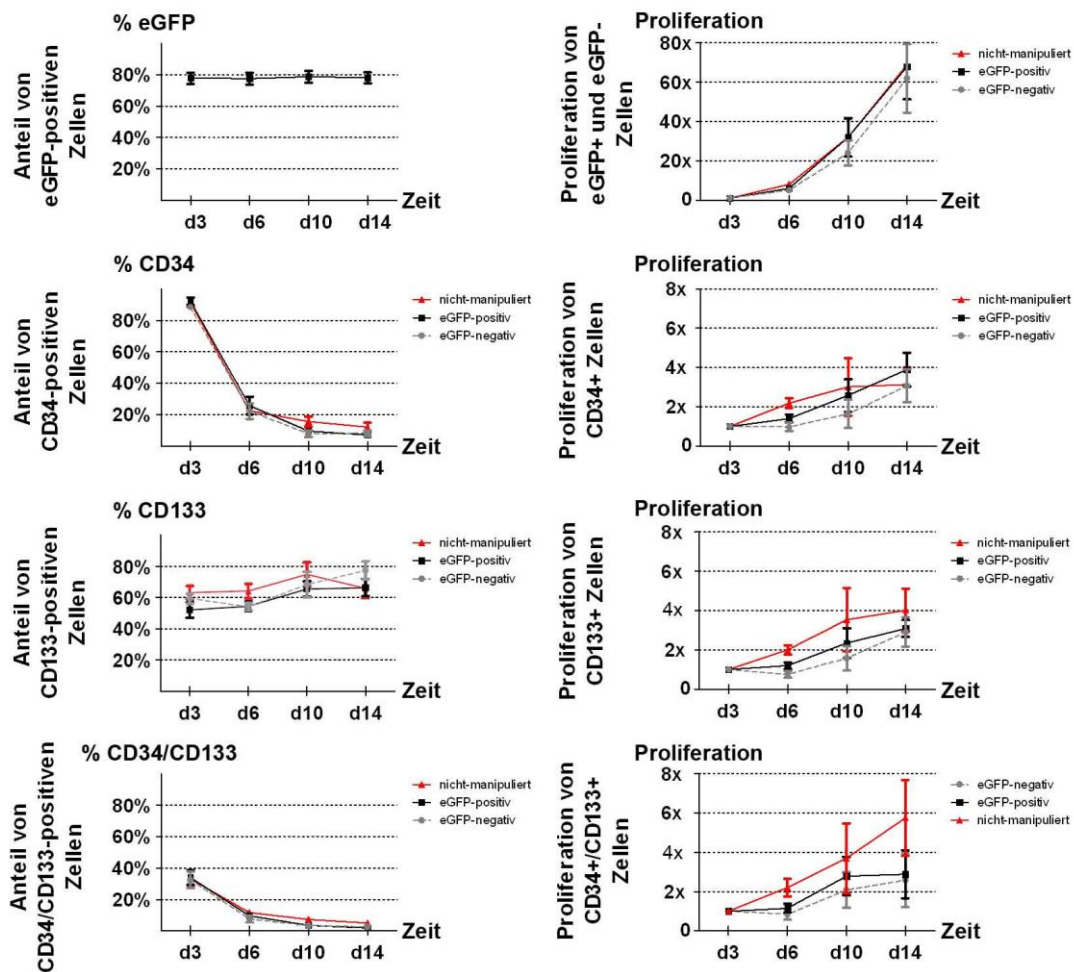 % eGFP
Anteil von
eGFP-positiven
Zellen
80%
60%
40%
20%
d3 d6 d10 d14
Zeit
Proliferation
Proliferation von
eGFP+ und eGFP-
Zellen
80x
60x
40x
20x
0
d3 d6 d10 d14
Zeit
nicht-manipuliert
eGFP-positiv
eGFP-negativ
% CD34
Anteil von
CD34-positiven
Zellen
80%
60%
40%
20%
d3 d6 d10 d14
Zeit
nicht-manipuliert
eGFP-positiv
eGFP-negativ
Proliferation
Proliferation von
CD34+ Zellen
8x
6x
4x
2x
0
d3 d6 d10 d14
Zeit
nicht-manipuliert
eGFP-positiv
eGFP-negativ
% CD133
Anteil von
CD133-positiven
Zellen
80%
60%
40%
20%
d3 d6 d10 d14
Zeit
nicht-manipuliert
eGFP-positiv
eGFP-negativ
Proliferation
Proliferation von
CD133+ Zellen
8x
6x
4x
2x
0
d3 d6 d10 d14
Zeit
nicht-manipuliert
eGFP-positiv
eGFP-negativ
% CD34/CD133
Anteil von
CD34/CD133-positiven
Zellen
80%
60%
40%
20%
d3 d6 d10 d14
Zeit
nicht-manipuliert
eGFP-positiv
eGFP-negativ
Proliferation
Proliferation von
CD34+/CD133+
Zellen
8x
6x
4x
2x
0
d3 d6 d10 d14
Zeit
eGFP-negativ
eGFP-positiv
nicht-manipuliert